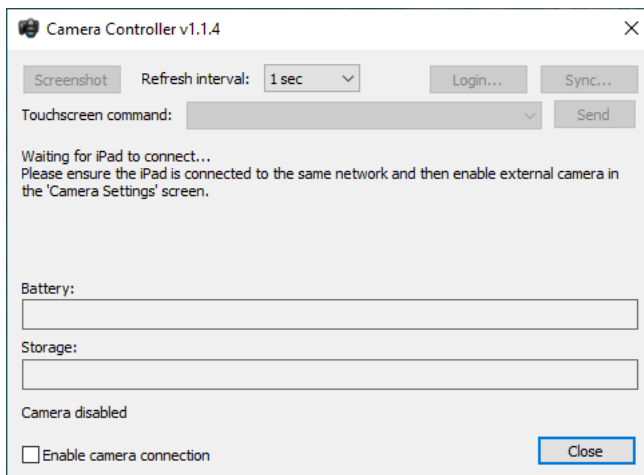 Camera Controller v1.1.4
Screenshot Refresh interval: 1 sec Login... Sync...
Touchscreen command: Send
Waiting for iPad to connect...
Please ensure the iPad is connected to the same network and then enable external camera in
the 'Camera Settings' screen.
Battery:
Storage:
Camera disabled
Enable camera connection Close